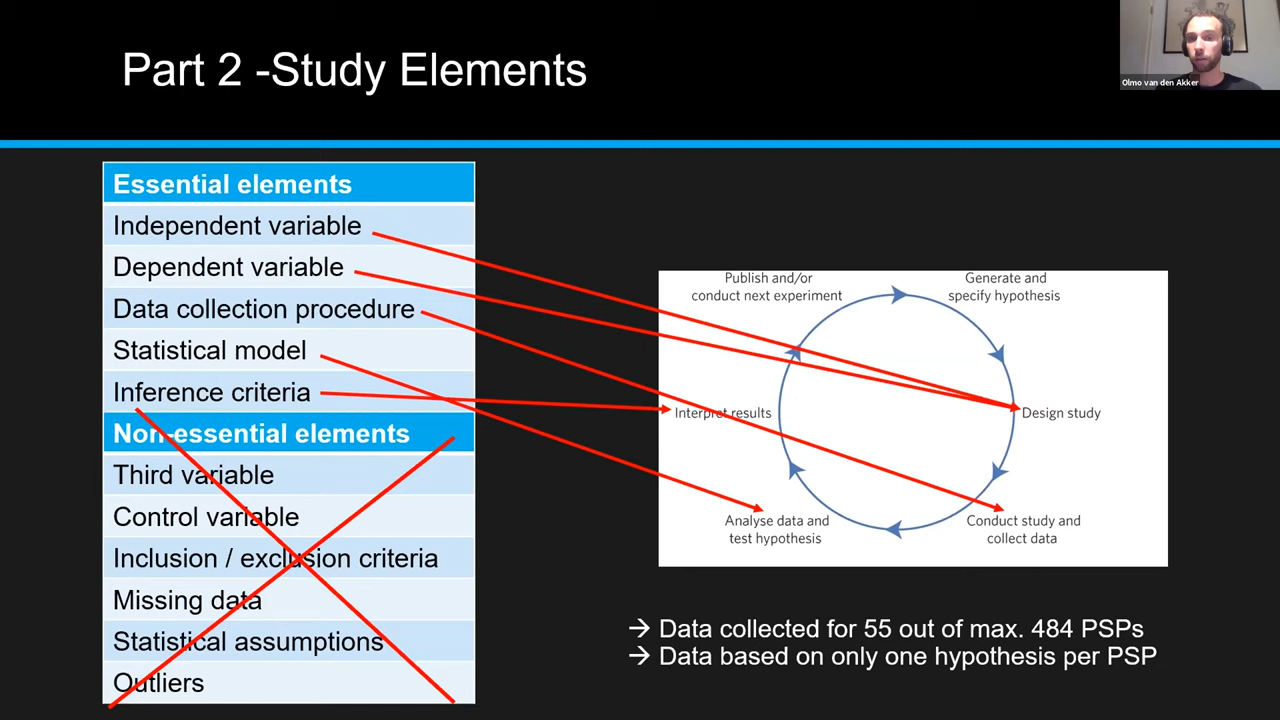 Part 2 -Study Elements
Olmo van den Akker
Essential elements
Independent variable
Dependent variable
Data collection procedure
Statistical model
Inference criteria
Non-essential elements
Third variable
Control variable
Inclusion / exclusion criteria
Missing data
Statistical assumptions
Outliers
Publish and/or
conduct next experiment
Generate and
specify hypothesis
Interpret results
Design study
Analyse data and
test hypothesis
Conduct study and
collect data
→ Data collected for 55 out of max. 484 PSPs
→ Data based on only one hypothesis per PSP